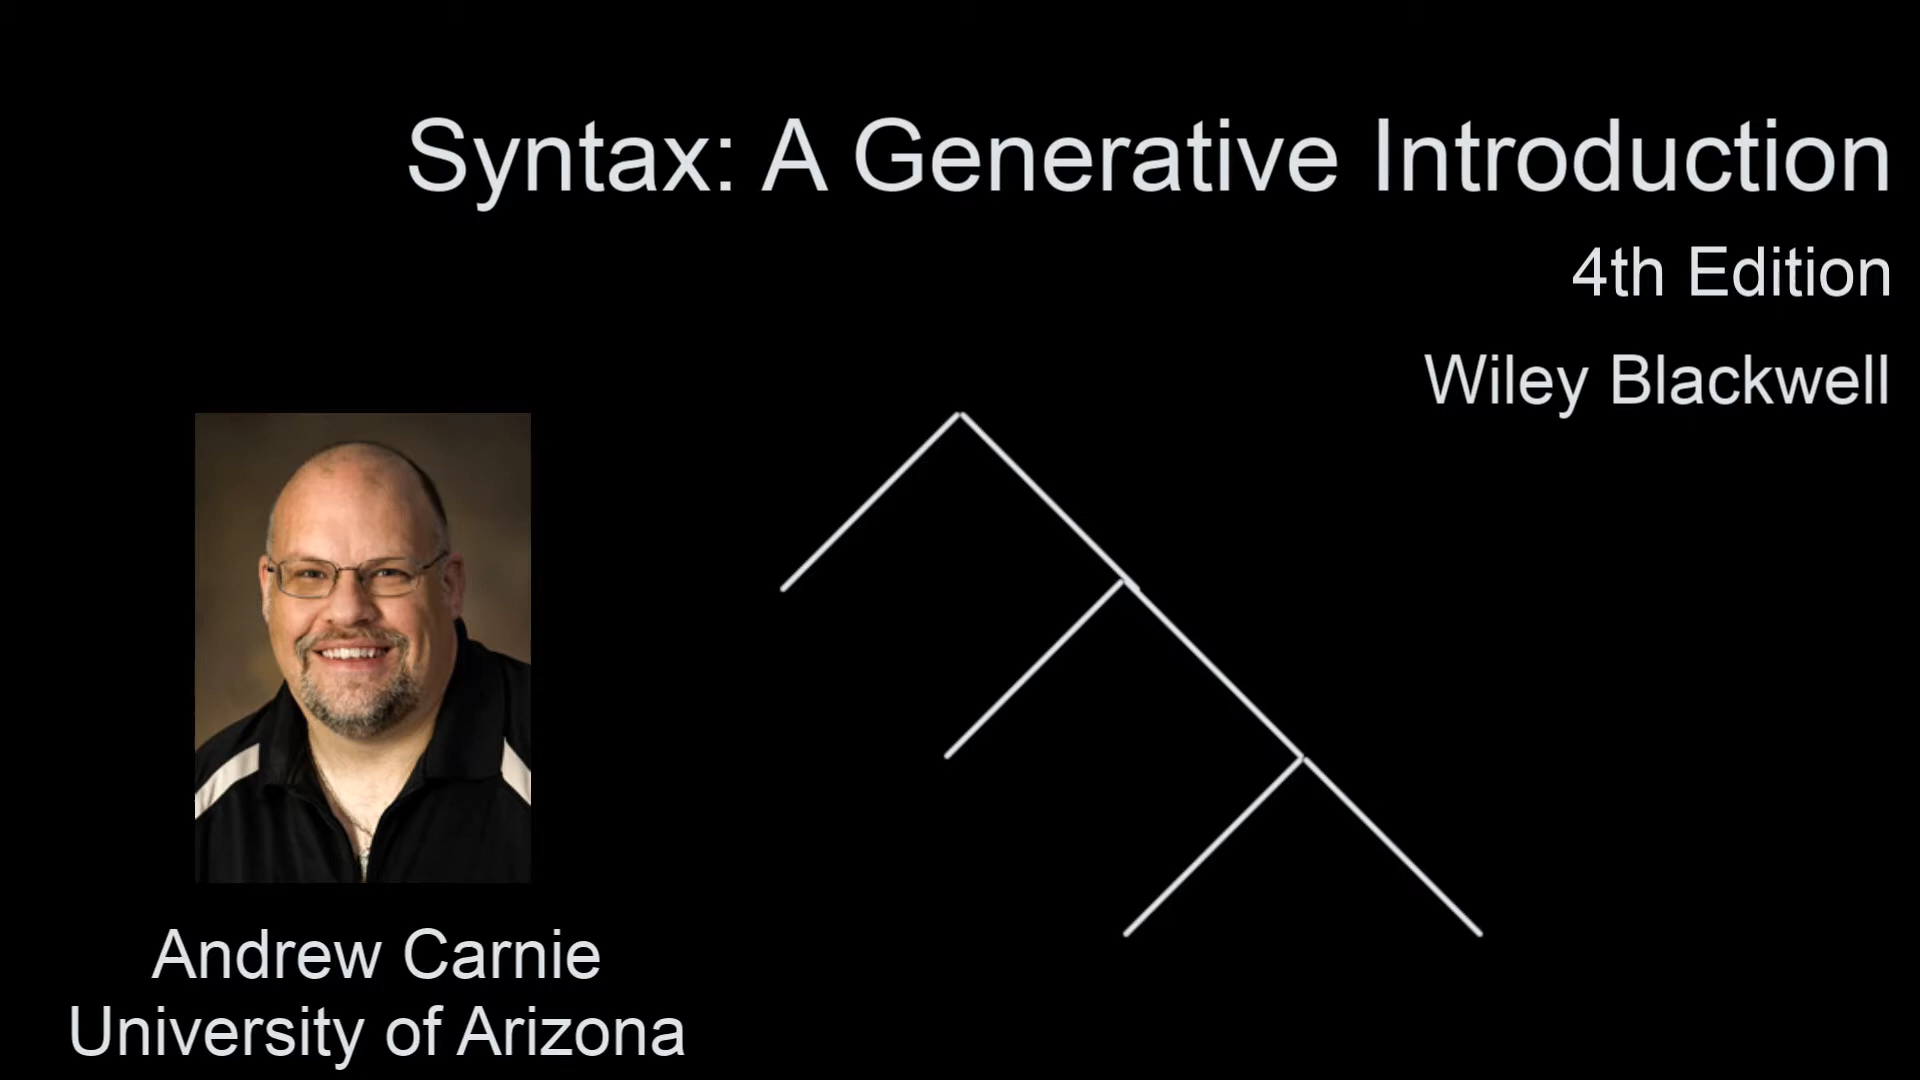 Syntax: A Generative Introduction
4th Edition
Wiley Blackwell
Andrew Carnie
University of Arizona